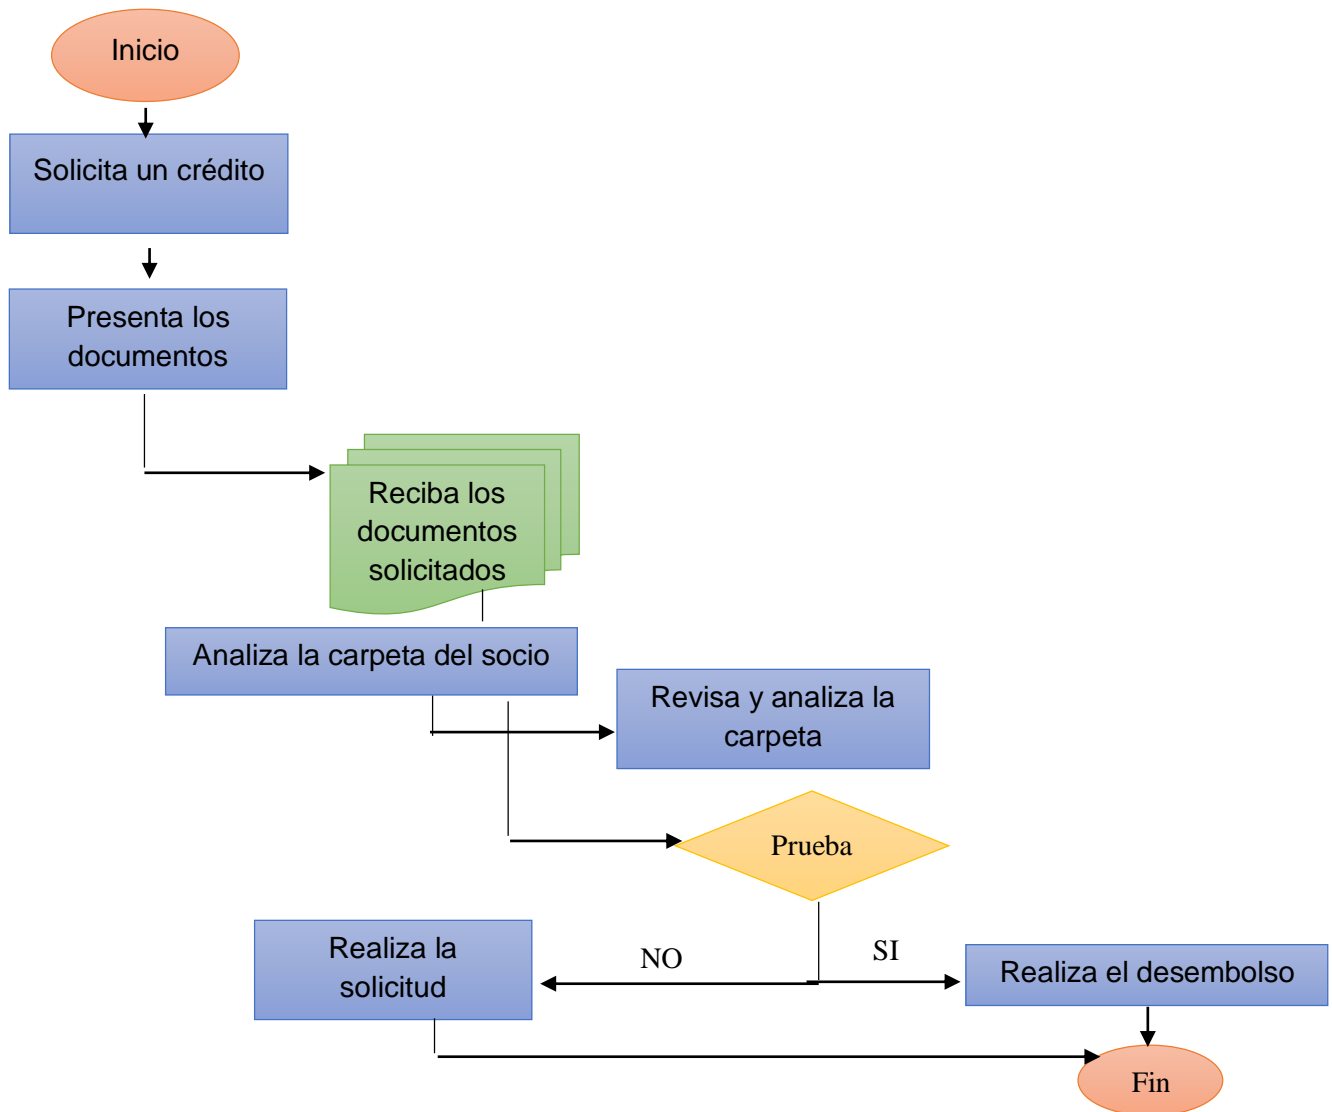 Inicio
Solicita un crédito
Presenta los
documentos
Reciba los
documentos
solicitados
Analiza la carpeta del socio
Revisa y analiza la
carpeta
Prueba
NO
SI
Realiza la
solicitud
Realiza el desembolso
Fin